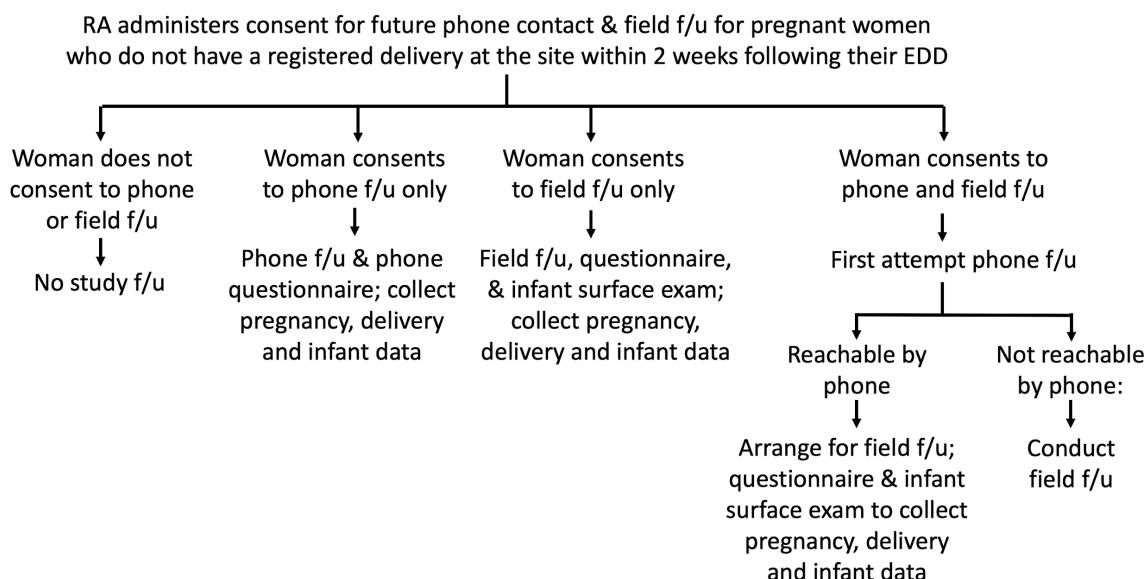 RA administers consent for future phone contact & field f/u for pregnant women
who do not have a registered delivery at the site within 2 weeks following their EDD
Woman does not
consent to phone
or field f/u
No study f/u
Woman consents
to phone f/u only
Phone f/u & phone
questionnaire; collect
pregnancy, delivery
and infant data
Woman consents
to field f/u only
Field f/u, questionnaire,
& infant surface exam;
collect pregnancy,
delivery and infant data
Woman consents to
phone and field f/u
First attempt phone f/u
Reachable by
phone
Arrange for field f/u;
questionnaire & infant
surface exam to collect
pregnancy, delivery
and infant data
Not reachable
by phone:
Conduct
field f/u